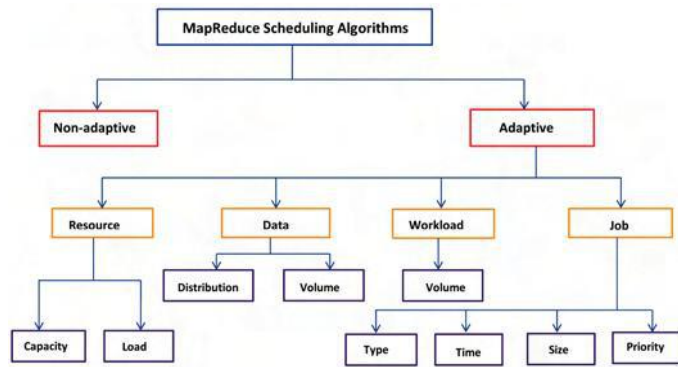 MapReduce Scheduling Algorithms
Non-adaptive
Adaptive
Resource
Data
Workload
Job
Distribution
Volume
Volume
Capacity
Load
Type
Time
Size
Priority